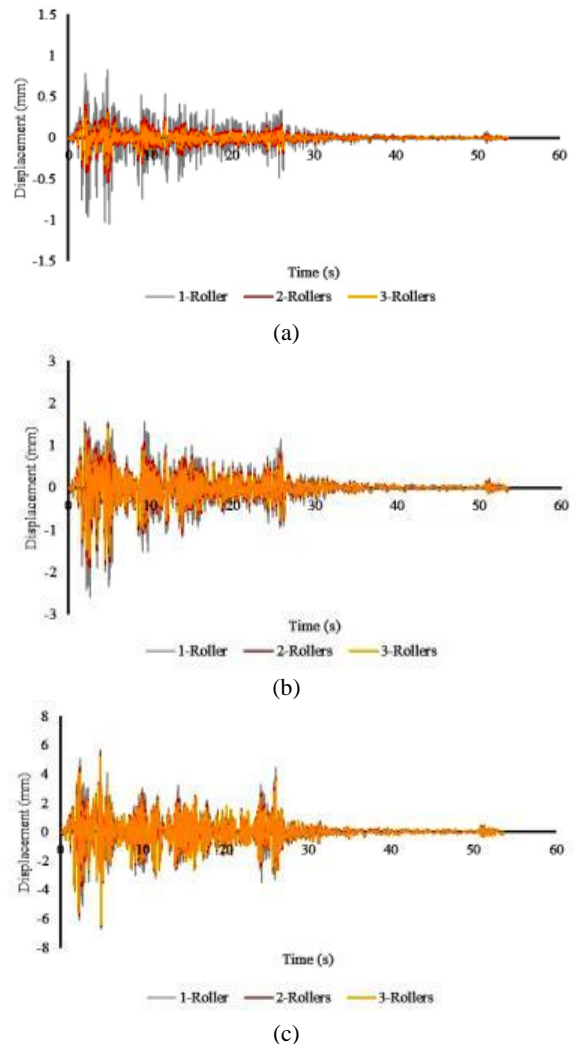 1.5
1
0.5
0
-0.5
-1
-1.5
Displacement (mm)
0 10 20 30 40 50 60
Time (s)
1-Roller 2-Rollers 3-Rollers
(a)
3
2
1
0
-1
-2
-3
Displacement (mm)
0 10 20 30 40 50 60
Time (s)
1-Roller 2-Rollers 3-Rollers
(b)
8
6
4
2
0
-2
-4
-6
-8
Displacement (mm)
0 10 20 30 40 50 60
Time (s)
1-Roller 2-Rollers 3-Rollers
(c)